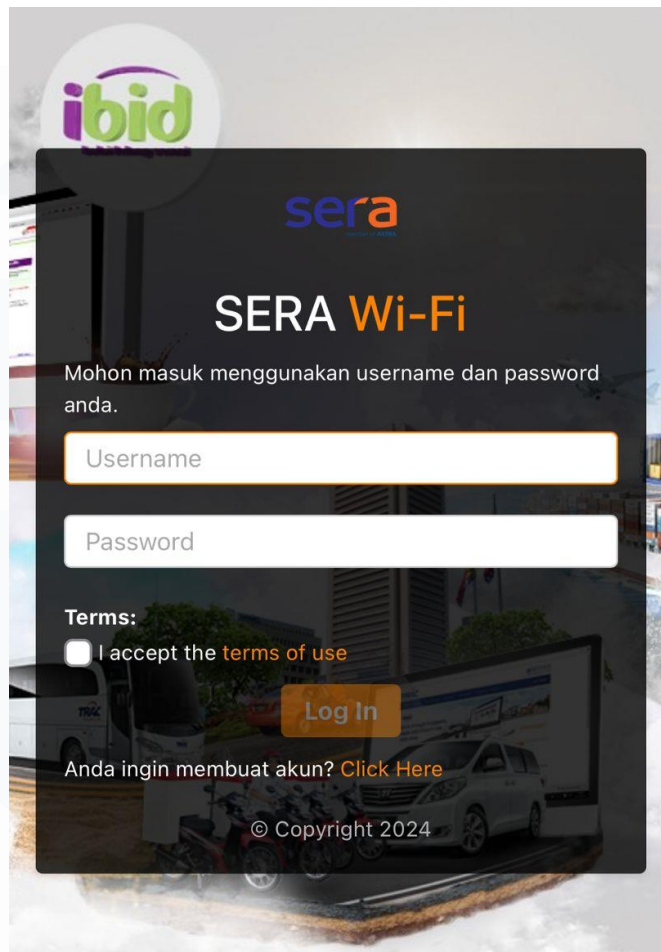 ibid
sera
SERA Wi-Fi
Mohon masuk menggunakan username dan password
anda.
Username
Password
Terms:
I accept the terms of use
TRAC
Log In
Anda ingin membuat akun? Click Here
© Copyright 2024